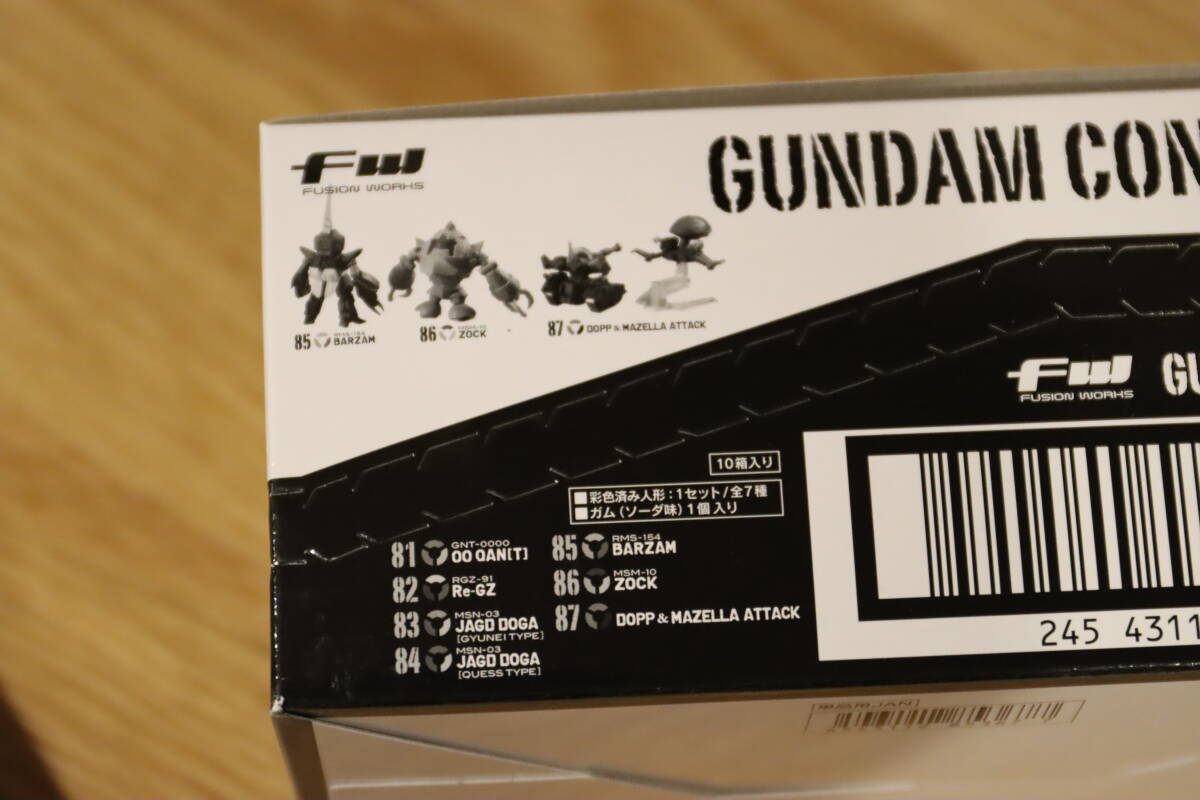 FW
FUSION WORKS
GUNDAM CON
85 RMS-154 BARZAM
86 MSM-10 ZOCK
87 DOPP & MAZELLA ATTACK
FW
FUSION WORKS
GU
10箱入り
■彩色済み人形:1セット/全7種
■ガム(ソーダ味)1個入り
81 GNT-0000
00 QAN[T]
82 RGZ-91
Re-GZ
83 MSN-03
JAGD DOGA
[GYUNEI TYPE]
84 MSN-03
JAGD DOGA
[QUESS TYPE]
85 RMS-154
BARZAM
86 MSM-10
ZOCK
87 DOPP & MAZELLA ATTACK
245 4311